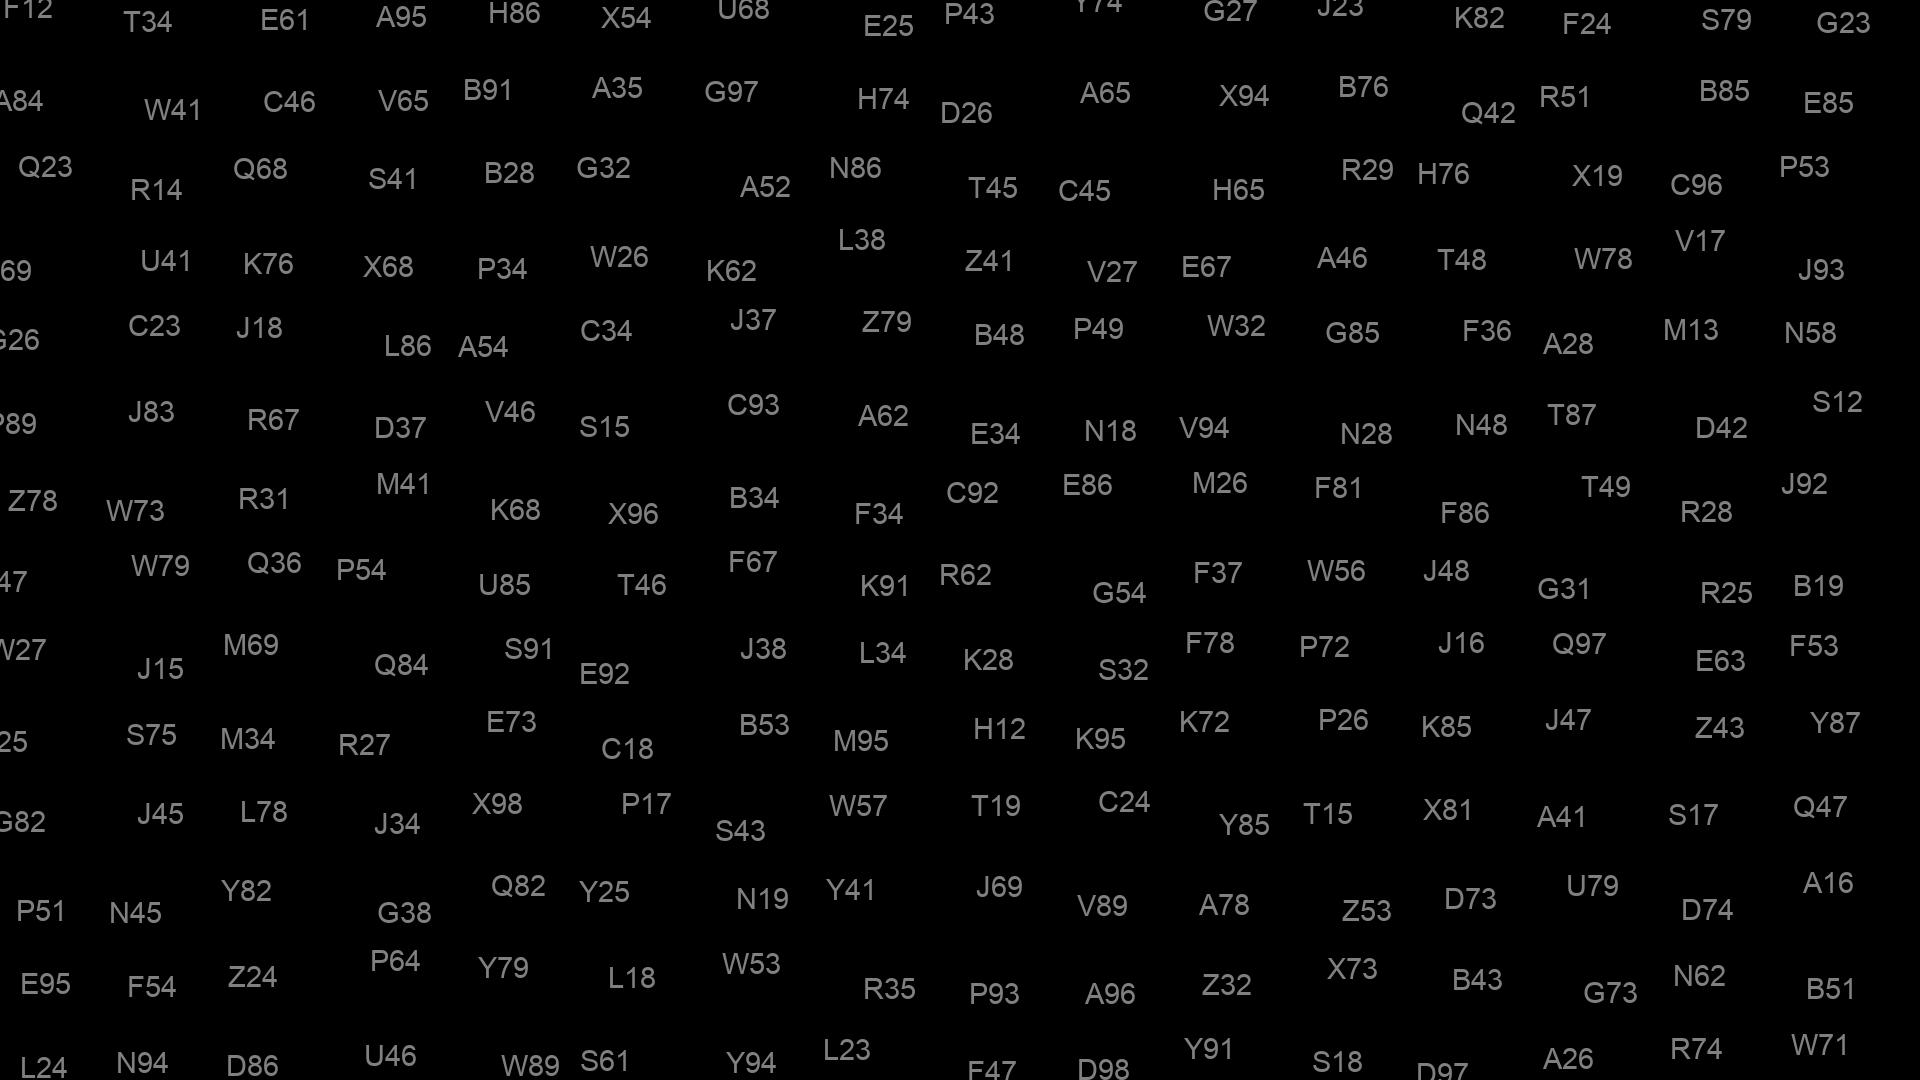 F12 T34 E61 A95 H86 X54 U68 E25 P43 Y74 G27 J23 K82 F24 S79 G23
A84 W41 C46 V65 B91 A35 G97 H74 D26 A65 X94 B76 Q42 R51 B85 E85
Q23 R14 Q68 S41 B28 G32 A52 N86 T45 C45 H65 R29 H76 X19 C96 P53
69 U41 K76 X68 P34 W26 K62 L38 Z41 V27 E67 A46 T48 W78 V17 J93
G26 C23 J18 L86 A54 C34 J37 Z79 B48 P49 W32 G85 F36 A28 M13 N58
P89 J83 R67 D37 V46 S15 C93 A62 E34 N18 V94 N28 N48 T87 D42 S12
Z78 W73 R31 M41 K68 X96 B34 F34 C92 E86 M26 F81 F86 T49 R28 J92
47 W79 Q36 P54 U85 T46 F67 K91 R62 G54 F37 W56 J48 G31 R25 B19
W27 J15 M69 Q84 S91 E92 J38 L34 K28 S32 F78 P72 J16 Q97 E63 F53
25 S75 M34 R27 E73 C18 B53 M95 H12 K95 K72 P26 K85 J47 Z43 Y87
G82 J45 L78 J34 X98 P17 S43 W57 T19 C24 Y85 T15 X81 A41 S17 Q47
P51 N45 Y82 G38 Q82 Y25 N19 Y41 J69 V89 A78 Z53 D73 U79 D74 A16
E95 F54 Z24 P64 Y79 L18 W53 R35 P93 A96 Z32 X73 B43 G73 N62 B51
L24 N94 D86 U46 W89 S61 Y94 L23 F47 D98 Y91 S18 D97 A26 R74 W71